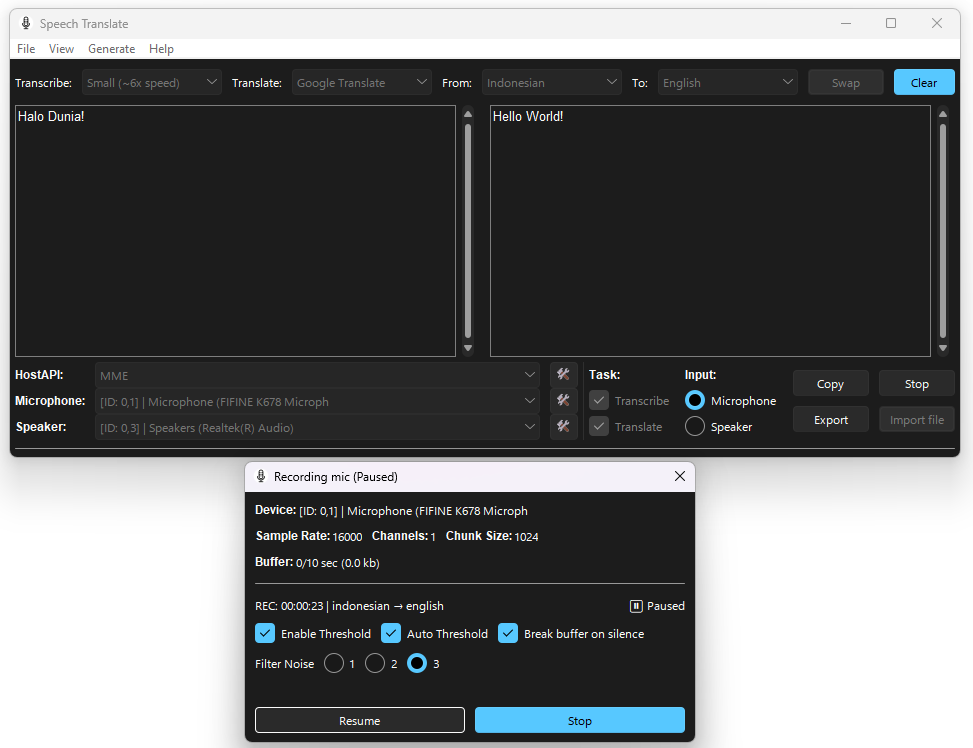 Speech Translate
File View Generate Help
Transcribe: Small (~6x speed) Translate: Google Translate From: Indonesian To: English Swap Clear
Halo Dunia! Hello World!
HostAPI: MME Task: Input: Copy Stop
Microphone: [ID: 0,1] | Microphone (FIFINE K678 Microph Transcribe Microphone
Speaker: [ID: 0,3] | Speakers (Realtek(R) Audio) Translate Speaker Export Import file
Recording mic (Paused)
Device: [ID: 0,1] | Microphone (FIFINE K678 Microph
Sample Rate: 16000 Channels: 1 Chunk Size: 1024
Buffer: 0/10 sec (0.0 kb)
REC: 00:00:23 | indonesian → english Paused
Enable Threshold Auto Threshold Break buffer on silence
Filter Noise 1 2 3
Resume Stop